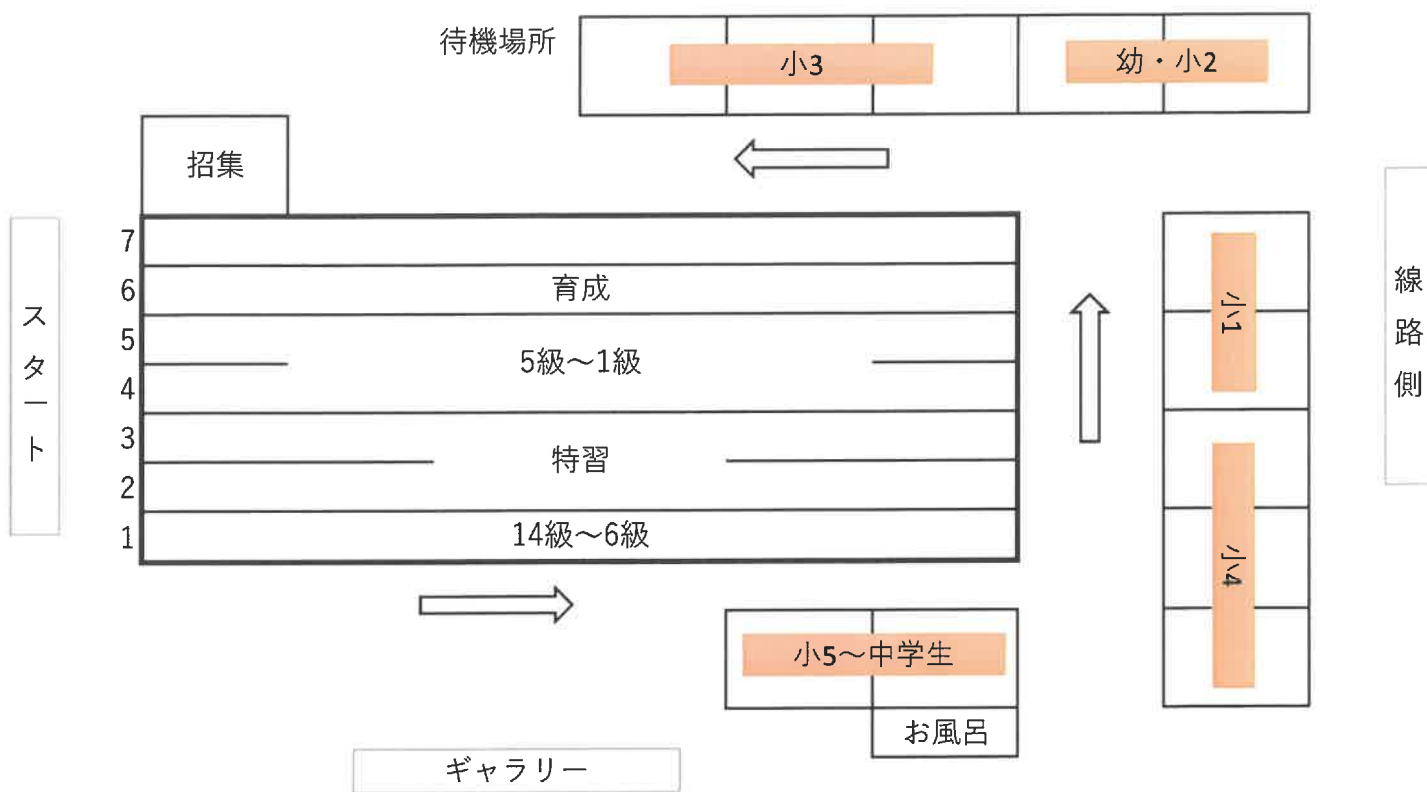 待機場所
小3
幼・小2
招集
スタート
7
6
5
4
3
2
1
育成
5級～1級
特習
14級～6級
小1
小4
線路側
小5～中学生
お風呂
ギャラリー